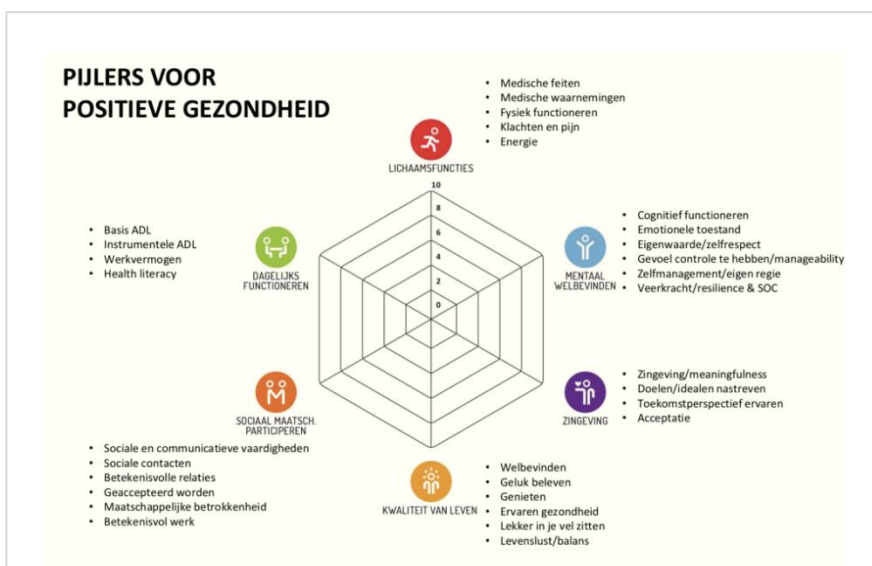 PIJLERS VOOR
POSITIEVE GEZONDHEID
• Medische feiten
• Medische waarnemingen
• Fysiek functioneren
• Klachten en pijn
• Energie
LICHAAMSFUNCTIES
10
8
6
4
2
0
• Cognitief functioneren
• Emotionele toestand
• Eigenwaarde/zelfrespect
• Gevoel controle te hebben/manageability
• Zelfmanagement/eigen regie
• Veerkracht/resilience & SOC
MENTAAL
WELBEVINDEN
• Zingeving/meaningfulness
• Doelen/idealen nastreven
• Toekomstperspectief ervaren
• Acceptatie
ZINGEVING
• Welbevinden
• Geluk beleven
• Genieten
• Ervaren gezondheid
• Lekker in je vel zitten
• Levenslust/balans
KWALITEIT VAN LEVEN
SOCIAAL MAATSCH.
PARTICIPEREN
• Sociale en communicatieve vaardigheden
• Sociale contacten
• Betekenisvolle relaties
• Geaccepteerd worden
• Maatschappelijke betrokkenheid
• Betekenisvol werk
• Basis ADL
• Instrumentele ADL
• Werkvermogen
• Health literacy
DAGELIJKS
FUNCTIONEREN